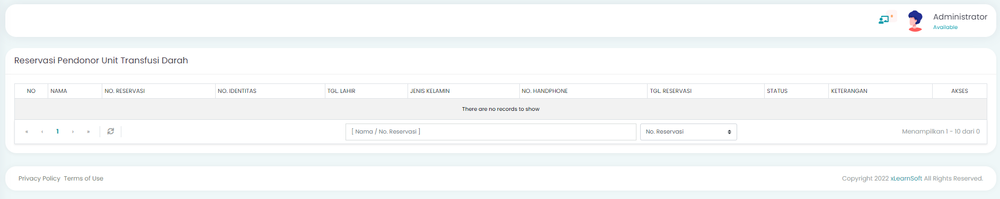 Administrator
Available
Reservasi Pendonor Unit Transfusi Darah
NO NAMA NO. RESERVASI NO. IDENTITAS TGL. LAHIR JENIS KELAMIN NO. HANDPHONE TGL. RESERVASI STATUS KETERANGAN AKSES
There are no records to show
« ‹ 1 › » [ Nama / No. Reservasi ] No. Reservasi Menampilkan 1 - 10 dari 0
Privacy Policy Terms of Use Copyright 2022 xLearnSoft All Rights Reserved.